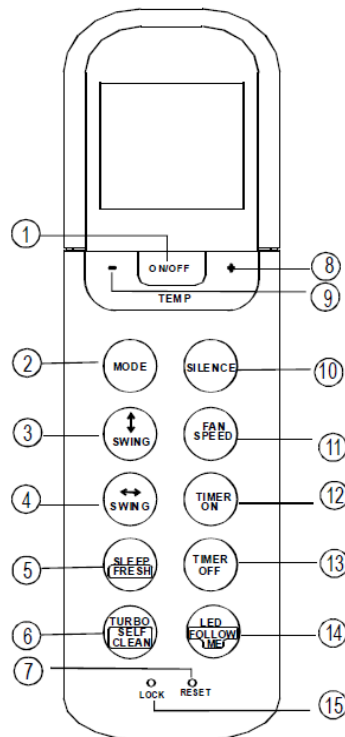 1
ON/OFF
- +
8
TEMP
9
2
MODE
SILENCE
10
3
SWING
FAN
SPEED
11
4
SWING
TIMER
ON
12
5
SLEEP
FRESH
TIMER
OFF
13
6
TURBO
SELF
CLEAN
LED
FOLLOW
ME
14
7
LOCK
RESET
15